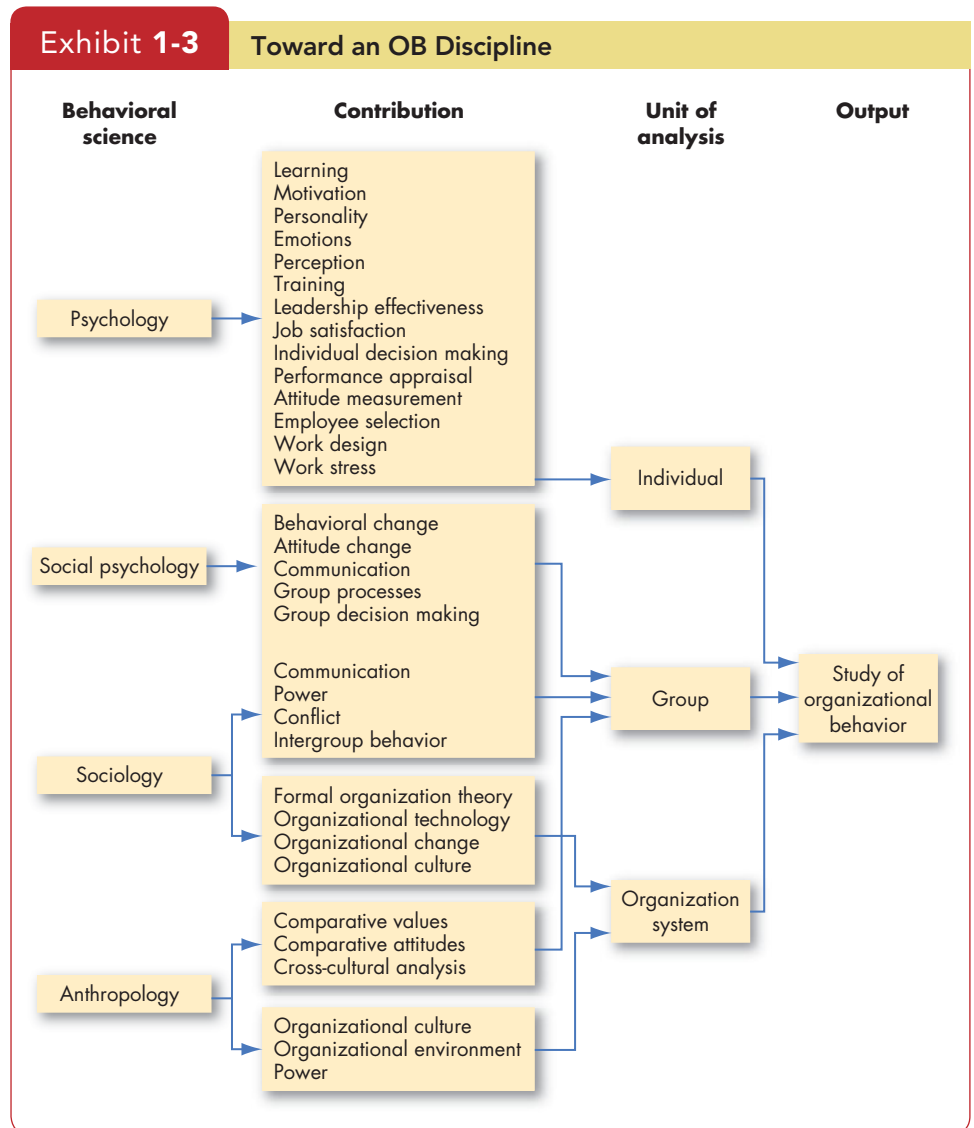 Exhibit 1-3
Toward an OB Discipline
Behavioral
science
Contribution
Unit of
analysis
Output
Psychology
Learning
Motivation
Personality
Emotions
Perception
Training
Leadership effectiveness
Job satisfaction
Individual decision making
Performance appraisal
Attitude measurement
Employee selection
Work design
Work stress
Individual
Social psychology
Behavioral change
Attitude change
Communication
Group processes
Group decision making
Communication
Power
Conflict
Intergroup behavior
Group
Study of
organizational
behavior
Sociology
Formal organization theory
Organizational technology
Organizational change
Organizational culture
Organization
system
Anthropology
Comparative values
Comparative attitudes
Cross-cultural analysis
Organizational culture
Organizational environment
Power